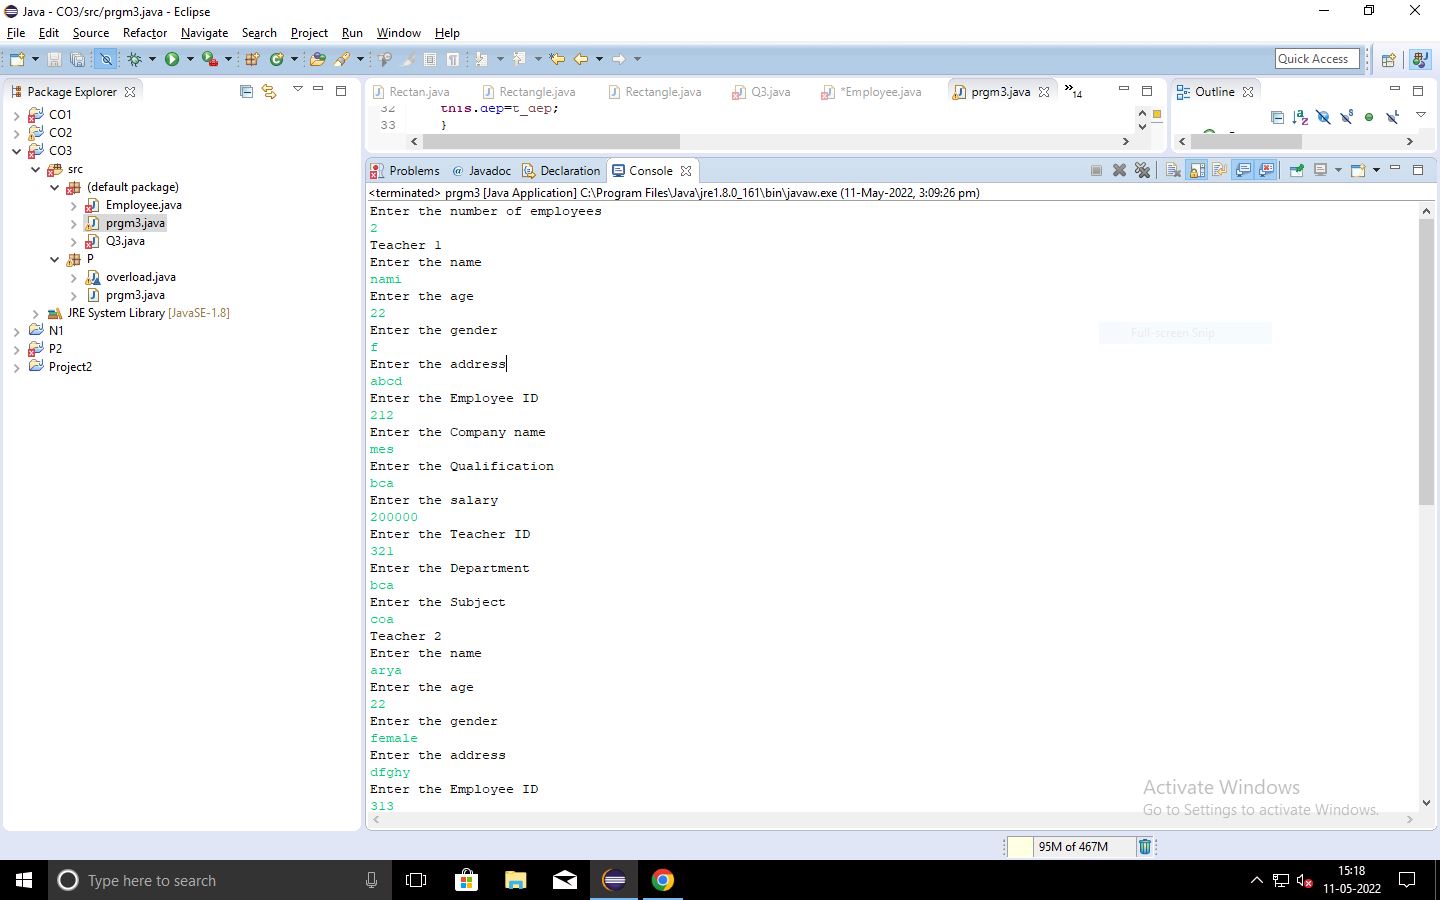 Java - CO3/src/prgm3.java - Eclipse
File Edit Source Refactor Navigate Search Project Run Window Help
Quick Access
Package Explorer
CO1
CO2
CO3
src
(default package)
Employee.java
prgm3.java
Q3.java
P
overload.java
prgm3.java
JRE System Library [JavaSE-1.8]
N1
P2
Project2
Rectan.java Rectangle.java Rectangle.java Q3.java *Employee.java prgm3.java »14
32 this.dep=t_dep;
33 }
Outline
Problems @ Javadoc Declaration Console
<terminated> prgm3 [Java Application] C:\Program Files\Java\jre1.8.0_161\bin\javaw.exe (11-May-2022, 3:09:26 pm)
Enter the number of employees
2
Teacher 1
Enter the name
nami
Enter the age
22
Enter the gender
f
Enter the address
abcd
Enter the Employee ID
212
Enter the Company name
mes
Enter the Qualification
bca
Enter the salary
200000
Enter the Teacher ID
321
Enter the Department
bca
Enter the Subject
coa
Teacher 2
Enter the name
arya
Enter the age
22
Enter the gender
female
Enter the address
dfghy
Enter the Employee ID
313
Full-screen Snip
Activate Windows
Go to Settings to activate Windows.
95M of 467M
Type here to search
15:18
11-05-2022